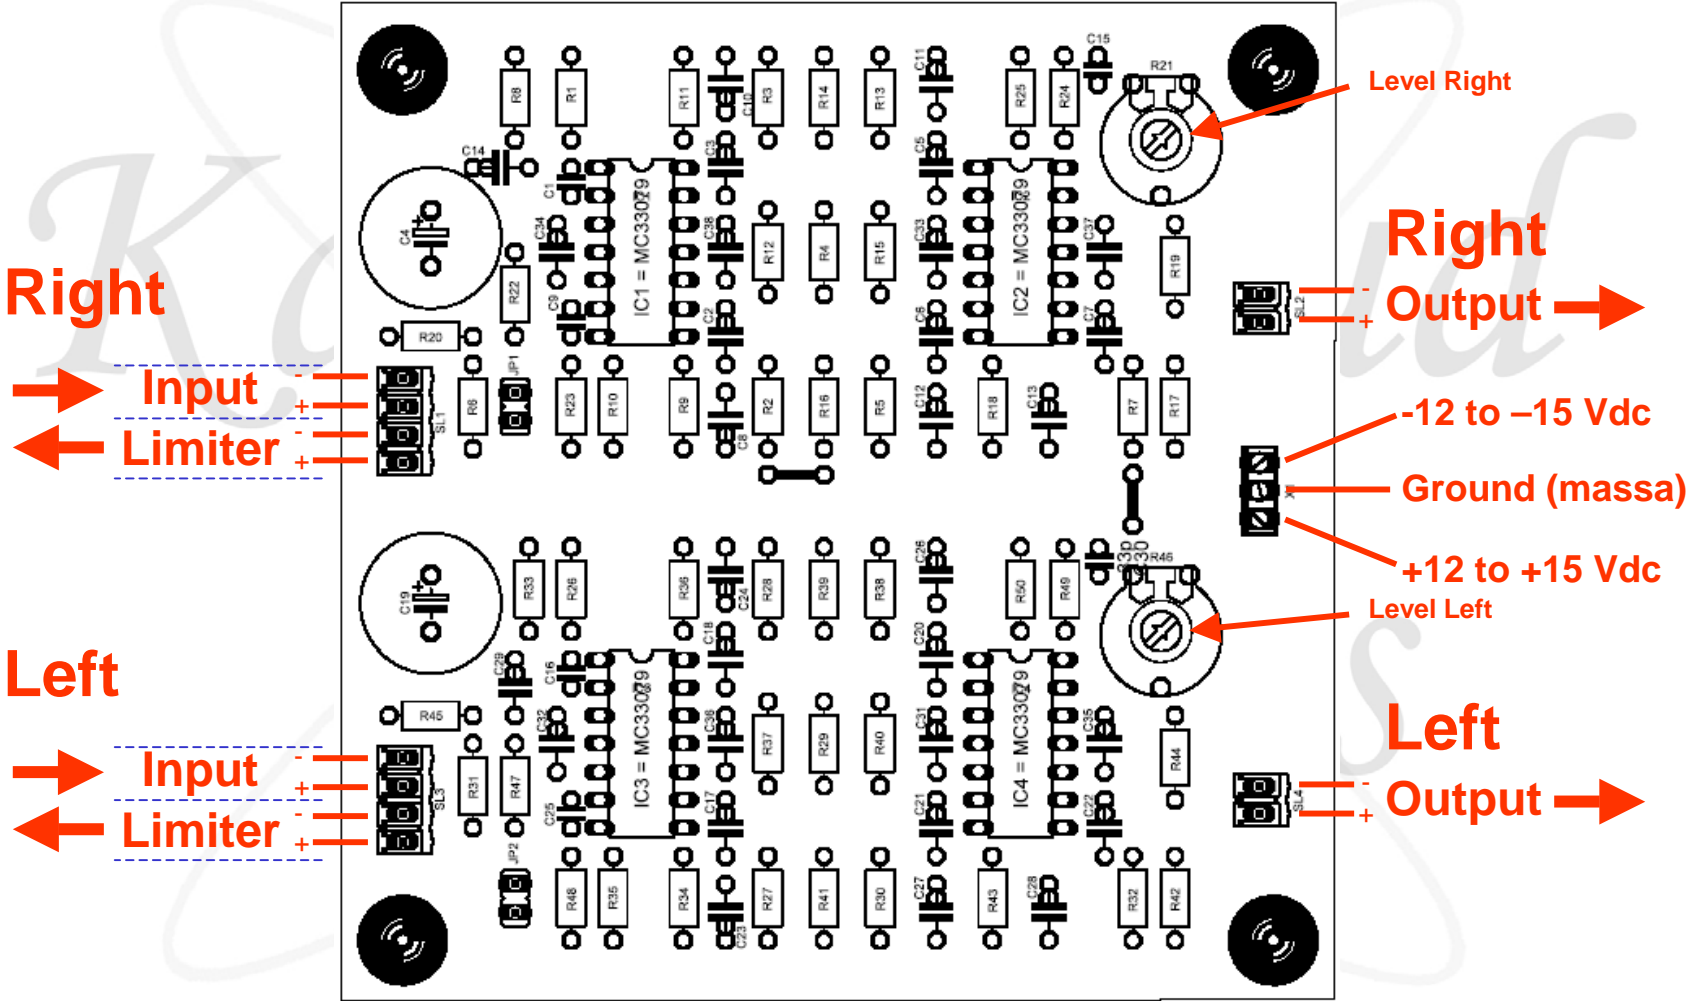 C15
R21
Level Right
C11
R8
R1
R11
C10
R3
R14
R13
R25
R24
C14
C3
C5
C1
C4
C34
C38
C33
C37
R12
R4
R15
R19
IC1 = MC33079
IC2 = MC33079
Right
Right
R22
C9
C2
C6
C7
SL2
-
Output
+
R20
JP1
Input
-
+
Limiter
-
+
SL1
R6
R23
R10
R9
C8
R2
R16
R5
C12
R18
C13
R7
R17
-12 to –15 Vdc
Ground (massa)
X1
+12 to +15 Vdc
C26
R46
Level Left
C19
R33
R26
R36
C24
R28
R39
R38
R50
R49
C29
C16
C18
C20
Left
Left
R45
C32
C36
C31
C35
R37
R29
R40
R44
IC3 = MC33079
IC4 = MC33079
Input
-
+
Limiter
-
+
SL3
R31
R47
C25
C17
C21
C22
SL4
-
Output
+
JP2
R48
R35
R34
C23
R27
R41
R30
C27
R43
C28
R32
R42